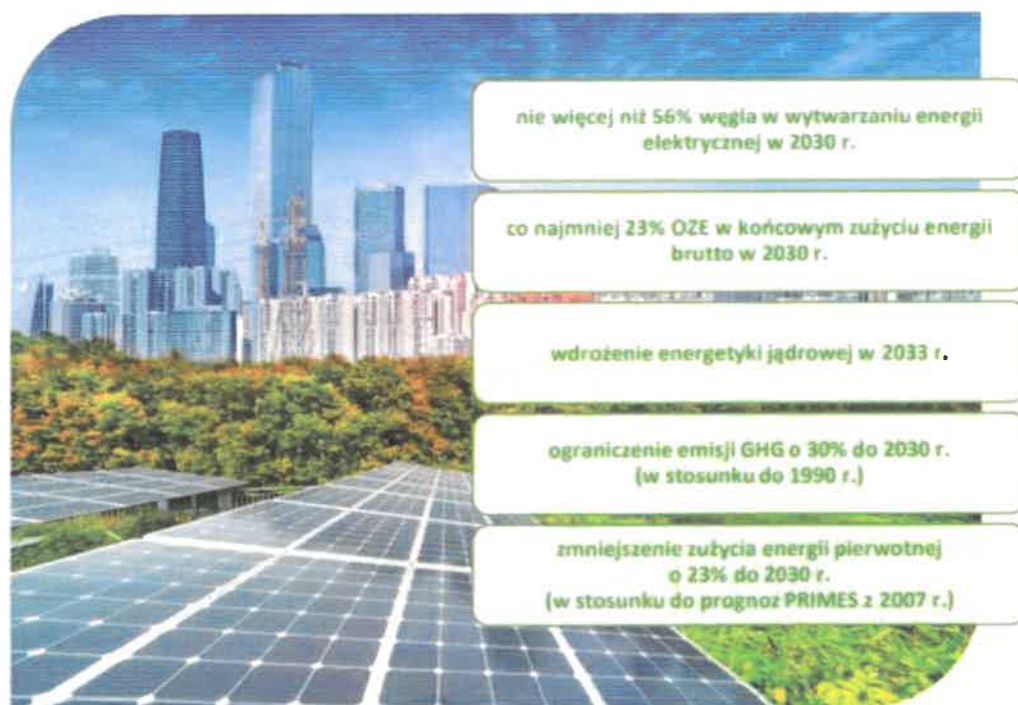 nie więcej niż 56% węgla w wytwarzaniu energii
elektrycznej w 2030 r.
co najmniej 23% OZE w końcowym zużyciu energii
brutto w 2030 r.
wdrożenie energetyki jądrowej w 2033 r.
ograniczenie emisji GHG o 30% do 2030 r.
(w stosunku do 1990 r.)
zmniejszenie zużycia energii pierwotnej
o 23% do 2030 r.
(w stosunku do prognoz PRIMES z 2007 r.)